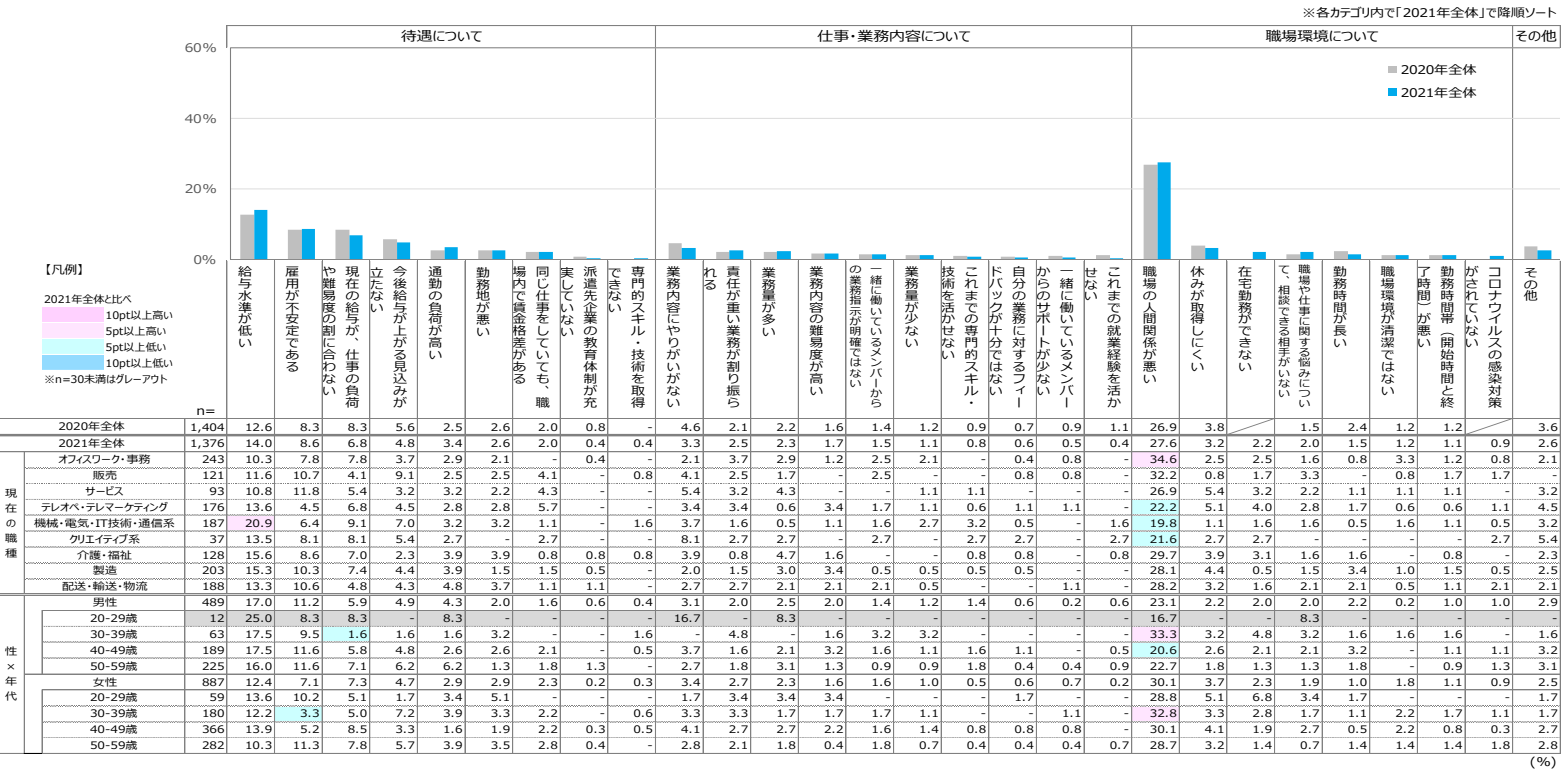 ※各カテゴリ内で「2021年全体」で降順ソート
待遇について 仕事・業務内容について 職場環境について その他
60%
40%
20%
0%
2020年全体
2021年全体
【凡例】
2021年全体と比べ
10pt以上高い
5pt以上高い
5pt以上低い
10pt以上低い
※n=30未満はグレーアウト
n=
給与水準が低い
雇用が不安定である
現在の給与が、仕事の負荷や難易度の割に合わない
今後給与が上がる見込みが立たない
通勤の負荷が高い
勤務地が悪い
同じ仕事をしていても、職場内で賃金格差がある
派遣先企業の教育体制が充実していない
専門的スキル・技術を取得できない
業務内容にやりがいがない
責任が重い業務が割り振られる
業務量が多い
業務内容の難易度が高い
一緒に働いているメンバーからの業務指示が明確ではない
業務量が少ない
これまでの専門的スキル・技術を活かせない
自分の業務に対するフィードバックが十分ではない
一緒に働いているメンバーからのサポートが少ない
これまでの就業経験を活かせない
職場の人間関係が悪い
休みが取得しにくい
在宅勤務ができない
職場や仕事に関する悩みについて、相談できる相手がいない
勤務時間が長い
職場環境が清潔ではない
勤務時間帯（開始時間と終了時間）が悪い
コロナウイルスの感染対策がされていない
その他
2020年全体 1,404 12.6 8.3 8.3 5.6 2.5 2.6 2.0 0.8 - 4.6 2.1 2.2 1.6 1.4 1.2 0.9 0.7 0.9 1.1 26.9 3.8 1.5 2.4 1.2 1.2 3.6
2021年全体 1,376 14.0 8.6 6.8 4.8 3.4 2.6 2.0 0.4 0.4 3.3 2.5 2.3 1.7 1.5 1.1 0.8 0.6 0.5 0.4 27.6 3.2 2.2 2.0 1.5 1.2 1.1 0.9 2.6
現在の職種
オフィスワーク・事務 243 10.3 7.8 7.8 3.7 2.9 2.1 - 0.4 - 2.1 3.7 2.9 1.2 2.5 2.1 - 0.4 0.8 - 34.6 2.5 2.5 1.6 0.8 3.3 1.2 0.8 2.1
販売 121 11.6 10.7 4.1 9.1 2.5 2.5 4.1 - 0.8 4.1 2.5 1.7 - 2.5 - - 0.8 0.8 - 32.2 0.8 1.7 3.3 - 0.8 1.7 1.7 -
サービス 93 10.8 11.8 5.4 3.2 3.2 2.2 4.3 - - 5.4 3.2 4.3 - - 1.1 1.1 - - - 26.9 5.4 3.2 2.2 1.1 1.1 1.1 - 3.2
テレオペ・テレマーケティング 176 13.6 4.5 6.8 4.5 2.8 2.8 5.7 - - 3.4 3.4 0.6 3.4 1.7 1.1 0.6 1.1 1.1 - 22.2 5.1 4.0 2.8 1.7 0.6 0.6 1.1 4.5
機械・電気・IT技術・通信系 187 20.9 6.4 9.1 7.0 3.2 3.2 1.1 - 1.6 3.7 1.6 0.5 1.1 1.6 2.7 3.2 0.5 - 1.6 19.8 1.1 1.6 1.6 0.5 1.6 1.1 0.5 3.2
クリエイティブ系 37 13.5 8.1 8.1 5.4 2.7 - 2.7 - - 8.1 2.7 2.7 - 2.7 - 2.7 2.7 - 2.7 21.6 2.7 2.7 - - - - 2.7 5.4
介護・福祉 128 15.6 8.6 7.0 2.3 3.9 3.9 0.8 0.8 0.8 3.9 0.8 4.7 1.6 - - 0.8 0.8 - 0.8 29.7 3.9 3.1 1.6 1.6 - 0.8 - 2.3
製造 203 15.3 10.3 7.4 4.4 3.9 1.5 1.5 0.5 - 2.0 1.5 3.0 3.4 0.5 0.5 0.5 0.5 - - 28.1 4.4 0.5 1.5 3.4 1.0 1.5 0.5 2.5
配送・輸送・物流 188 13.3 10.6 4.8 4.3 4.8 3.7 1.1 1.1 - 2.7 2.7 2.1 2.1 2.1 0.5 - - 1.1 - 28.2 3.2 1.6 2.1 2.1 0.5 1.1 2.1 2.1
性×年代
男性 489 17.0 11.2 5.9 4.9 4.3 2.0 1.6 0.6 0.4 3.1 2.0 2.5 2.0 1.4 1.2 1.4 0.6 0.2 0.6 23.1 2.2 2.0 2.0 2.2 0.2 1.0 1.0 2.9
20-29歳 12 25.0 8.3 8.3 - 8.3 - - - - 16.7 - 8.3 - - - - - - - 16.7 - - 8.3 - - - - -
30-39歳 63 17.5 9.5 1.6 1.6 1.6 3.2 - - 1.6 - 4.8 - 1.6 3.2 3.2 - - - - 33.3 3.2 4.8 3.2 1.6 1.6 1.6 - 1.6
40-49歳 189 17.5 11.6 5.8 4.8 2.6 2.6 2.1 - 0.5 3.7 1.6 2.1 3.2 1.6 1.1 1.6 1.1 - 0.5 20.6 2.6 2.1 2.1 3.2 - 1.1 1.1 3.2
50-59歳 225 16.0 11.6 7.1 6.2 6.2 1.3 1.8 1.3 - 2.7 1.8 3.1 1.3 0.9 0.9 1.8 0.4 0.4 0.9 22.7 1.8 1.3 1.3 1.8 - 0.9 1.3 3.1
女性 887 12.4 7.1 7.3 4.7 2.9 2.9 2.3 0.2 0.3 3.4 2.7 2.3 1.6 1.6 1.0 0.5 0.6 0.7 0.2 30.1 3.7 2.3 1.9 1.0 1.8 1.1 0.9 2.5
20-29歳 59 13.6 10.2 5.1 1.7 3.4 5.1 - - - 1.7 3.4 3.4 3.4 - - - 1.7 - - 28.8 5.1 6.8 3.4 1.7 - - - 1.7
30-39歳 180 12.2 3.3 5.0 7.2 3.9 3.3 2.2 - 0.6 3.3 3.3 1.7 1.7 1.7 1.1 - - 1.1 - 32.8 3.3 2.8 1.7 1.1 2.2 1.7 1.1 1.7
40-49歳 366 13.9 5.2 8.5 3.3 1.6 1.9 2.2 0.3 0.5 4.1 2.7 2.7 2.2 1.6 1.4 0.8 0.8 0.8 - 30.1 4.1 1.9 2.7 0.5 2.2 0.8 0.3 2.7
50-59歳 282 10.3 11.3 7.8 5.7 3.9 3.5 2.8 0.4 - 2.8 2.1 1.8 0.4 1.8 0.7 0.4 0.4 0.4 0.7 28.7 3.2 1.4 0.7 1.4 1.4 1.4 1.8 2.8
(%)